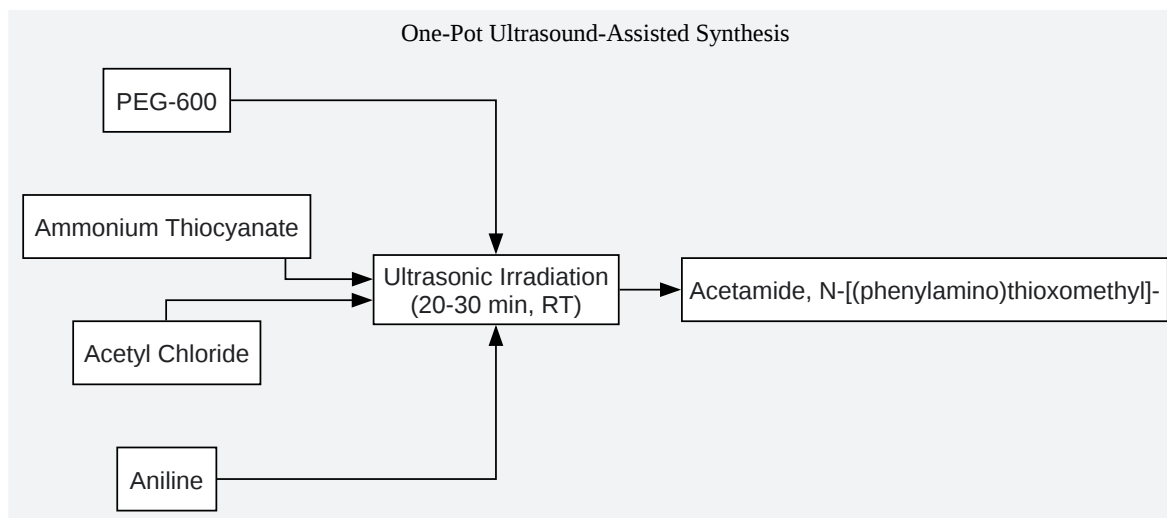 One-Pot Ultrasound-Assisted Synthesis
PEG-600
Ammonium Thiocyanate
Ultrasonic Irradiation
(20-30 min, RT)
Acetamide, N-[(phenylamino)thioxomethyl]-
Acetyl Chloride
Aniline